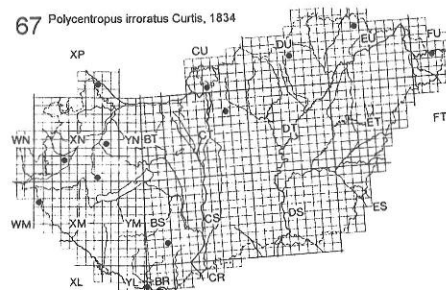 67 Polycentropus irroratus Curtis, 1834
XP CU DU EU FU
WN XN YN BT C DT ET FT
WM XM YM BS CS DS ES
XL YL BR CR